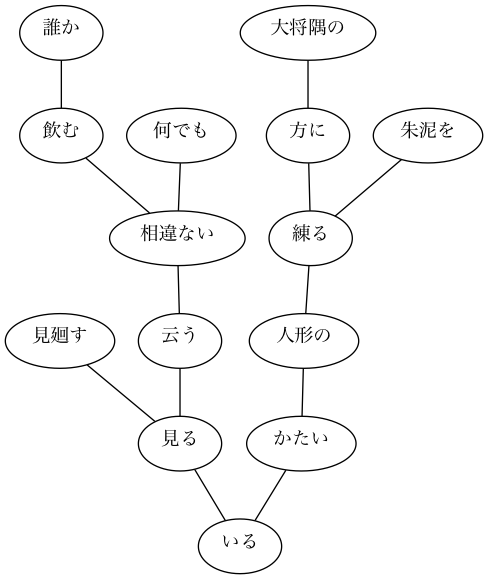 誰か
大将隅の
飲む
何でも
方に
朱泥を
相違ない
練る
見廻す
云う
人形の
見る
かたい
いる